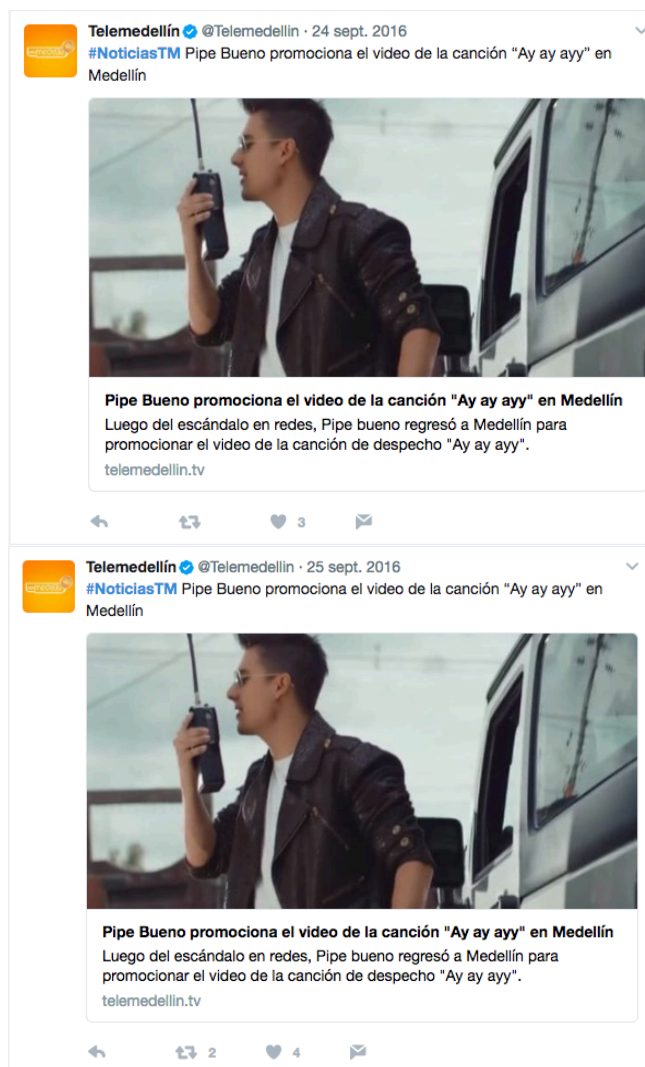 Telemedellín @Telemedellin · 24 sept. 2016
#NoticiasTM Pipe Bueno promociona el video de la canción “Ay ay ayy” en
Medellín
Pipe Bueno promociona el video de la canción "Ay ay ayy" en Medellín
Luego del escándalo en redes, Pipe bueno regresó a Medellín para
promocionar el video de la canción de despecho "Ay ay ayy".
telemedellin.tv
3
Telemedellín @Telemedellin · 25 sept. 2016
#NoticiasTM Pipe Bueno promociona el video de la canción “Ay ay ayy” en
Medellín
Pipe Bueno promociona el video de la canción "Ay ay ayy" en Medellín
Luego del escándalo en redes, Pipe bueno regresó a Medellín para
promocionar el video de la canción de despecho "Ay ay ayy".
telemedellin.tv
2 4